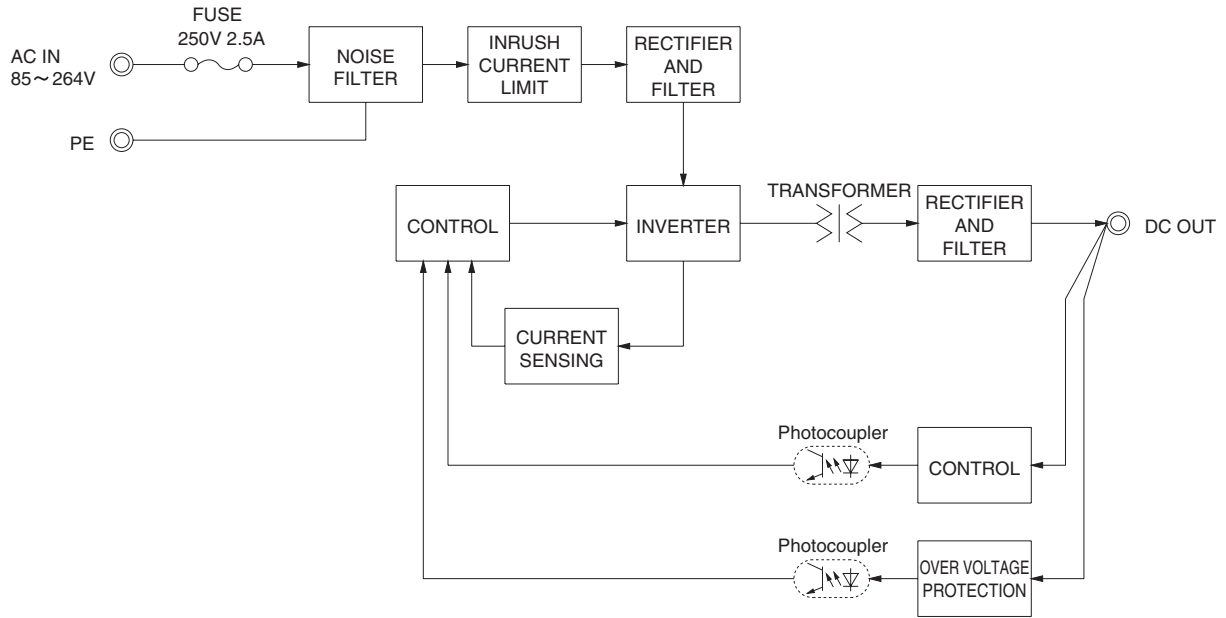 FUSE
250V 2.5A
AC IN
85～264V
PE
NOISE
FILTER
INRUSH
CURRENT
LIMIT
RECTIFIER
AND
FILTER
CONTROL
INVERTER
TRANSFORMER
RECTIFIER
AND
FILTER
DC OUT
CURRENT
SENSING
Photocoupler
CONTROL
Photocoupler
OVER VOLTAGE
PROTECTION